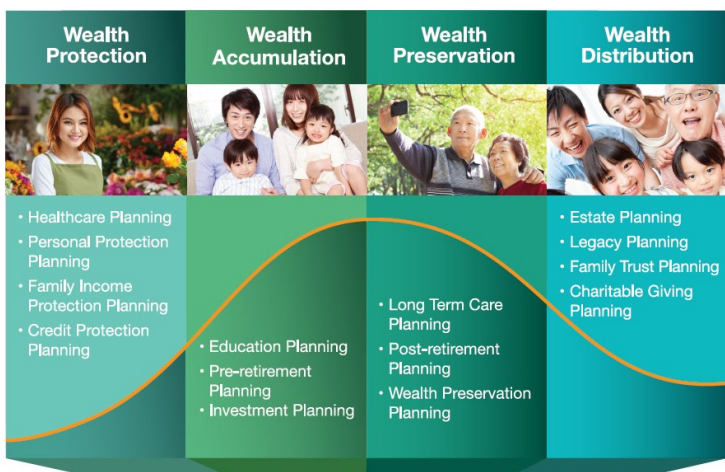 Wealth
Protection
Wealth
Accumulation
Wealth
Preservation
Wealth
Distribution
• Healthcare Planning
• Personal Protection
Planning
• Family Income
Protection Planning
• Credit Protection
Planning
• Education Planning
• Pre-retirement
Planning
• Investment Planning
• Long Term Care
Planning
• Post-retirement
Planning
• Wealth Preservation
Planning
• Estate Planning
• Legacy Planning
• Family Trust Planning
• Charitable Giving
Planning